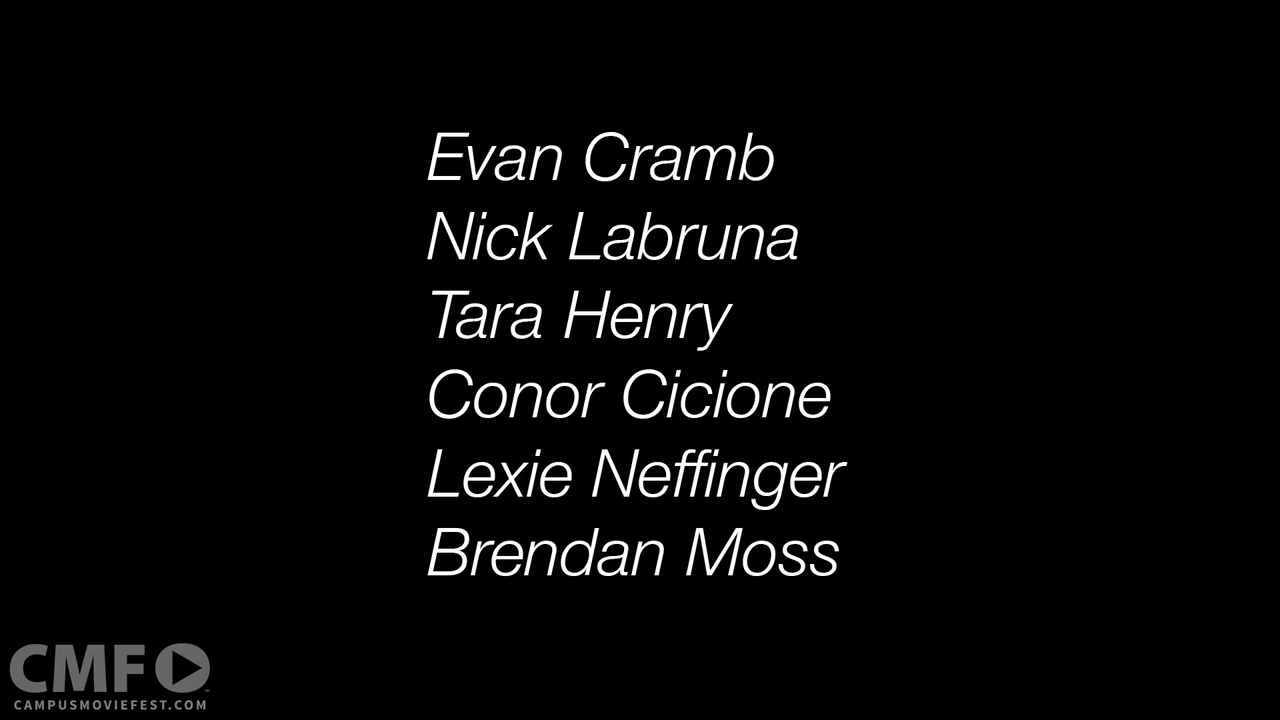 Evan Cramb
Nick Labruna
Tara Henry
Conor Cicione
Lexie Neffinger
Brendan Moss
CMF
CAMPUSMOVIEFEST.COM